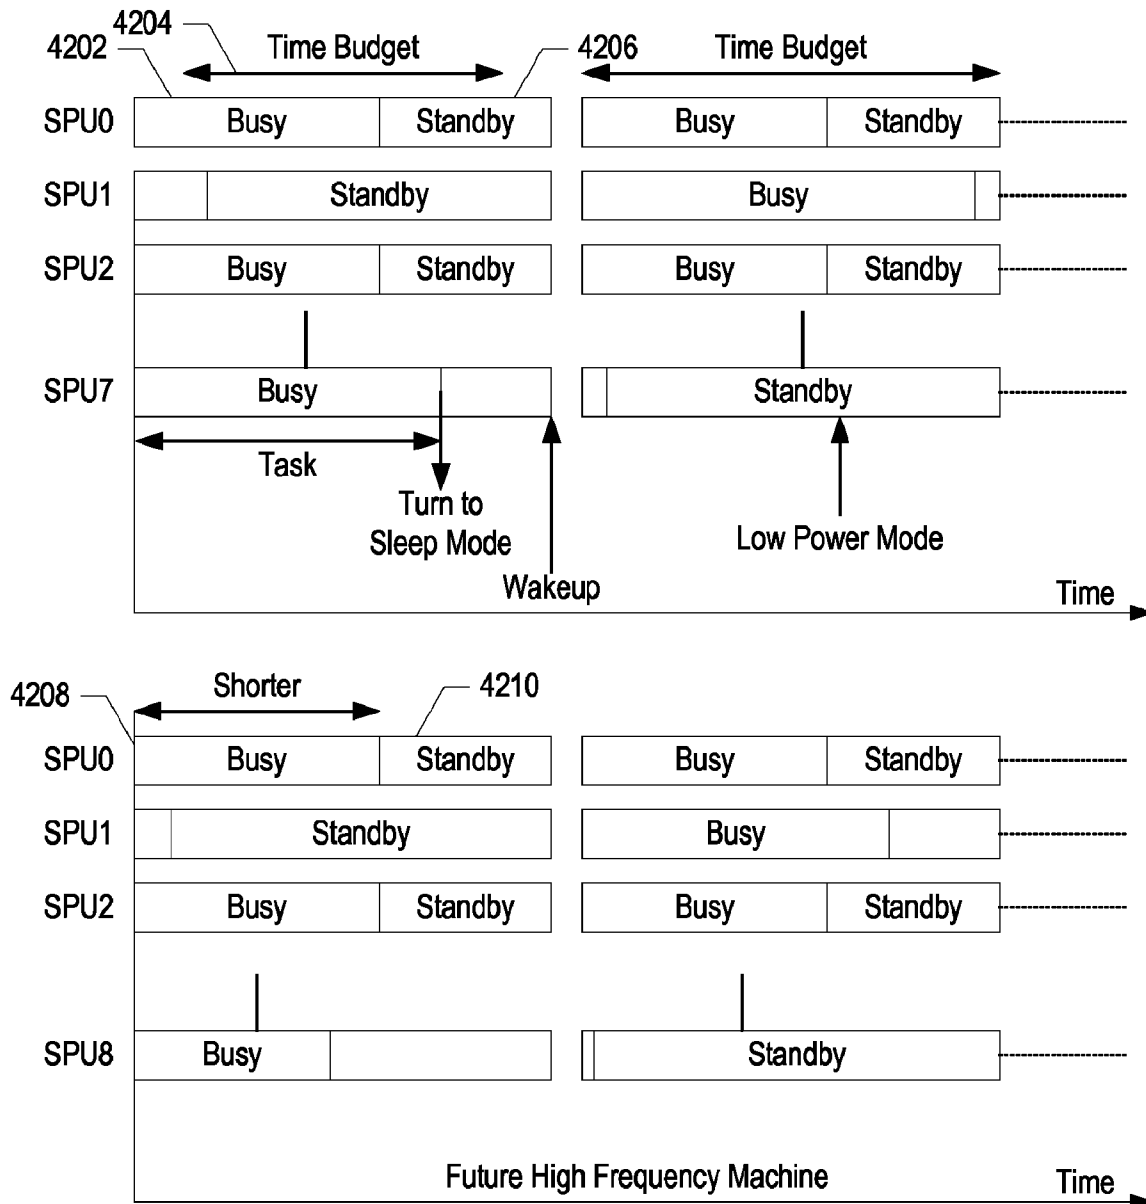 4204
4202
Time Budget
4206
Time Budget
SPU0
Busy
Standby
Busy
Standby
SPU1
Standby
Busy
SPU2
Busy
Standby
Busy
Standby
SPU7
Busy
Standby
Task
Turn to
Sleep Mode
Low Power Mode
Wakeup
Time
4208
Shorter
4210
SPU0
Busy
Standby
Busy
Standby
SPU1
Standby
Busy
SPU2
Busy
Standby
Busy
Standby
SPU8
Busy
Standby
Future High Frequency Machine
Time